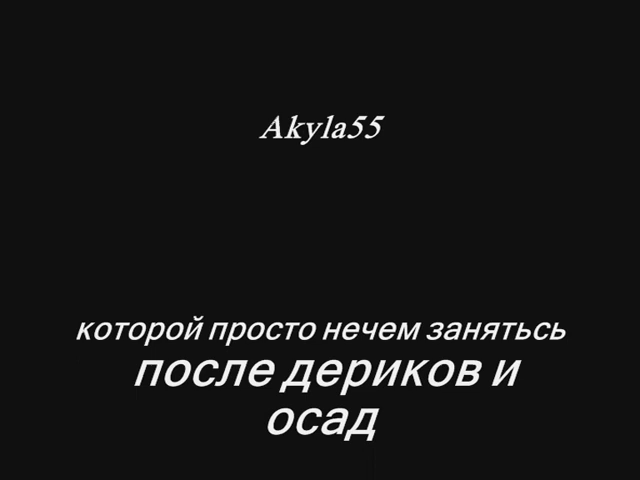 Akyla55
которой просто нечем занятьсь
после дериков и
осад